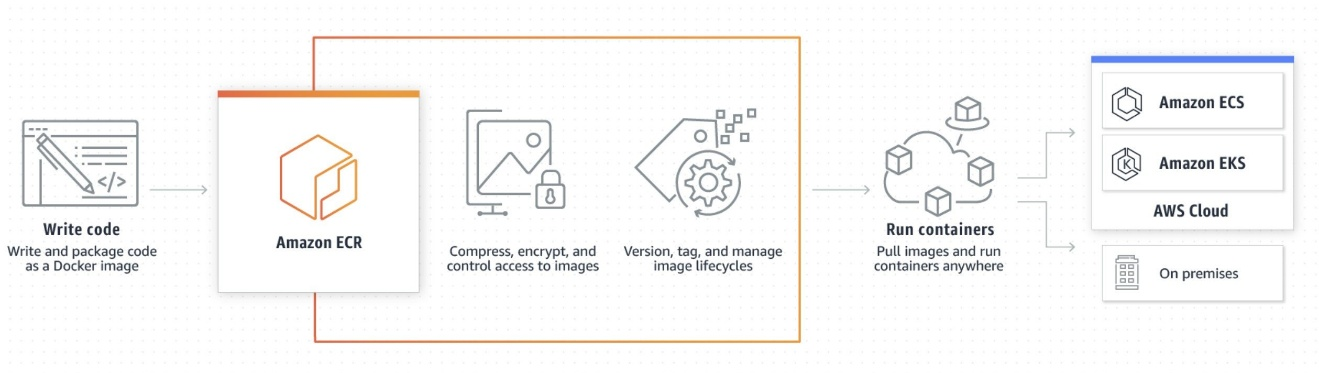 </>
Write code
Write and package code
as a Docker image
Amazon ECR
Compress, encrypt, and
control access to images
Version, tag, and manage
image lifecycles
Run containers
Pull images and run
containers anywhere
Amazon ECS
K
Amazon EKS
AWS Cloud
On premises